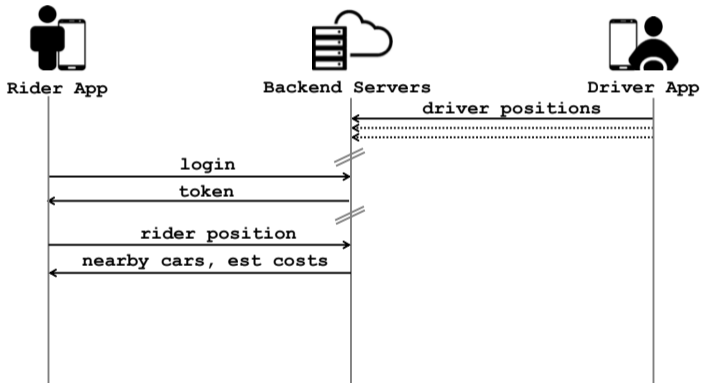 Rider App
Backend Servers
Driver App
driver positions
login
token
rider position
nearby cars, est costs